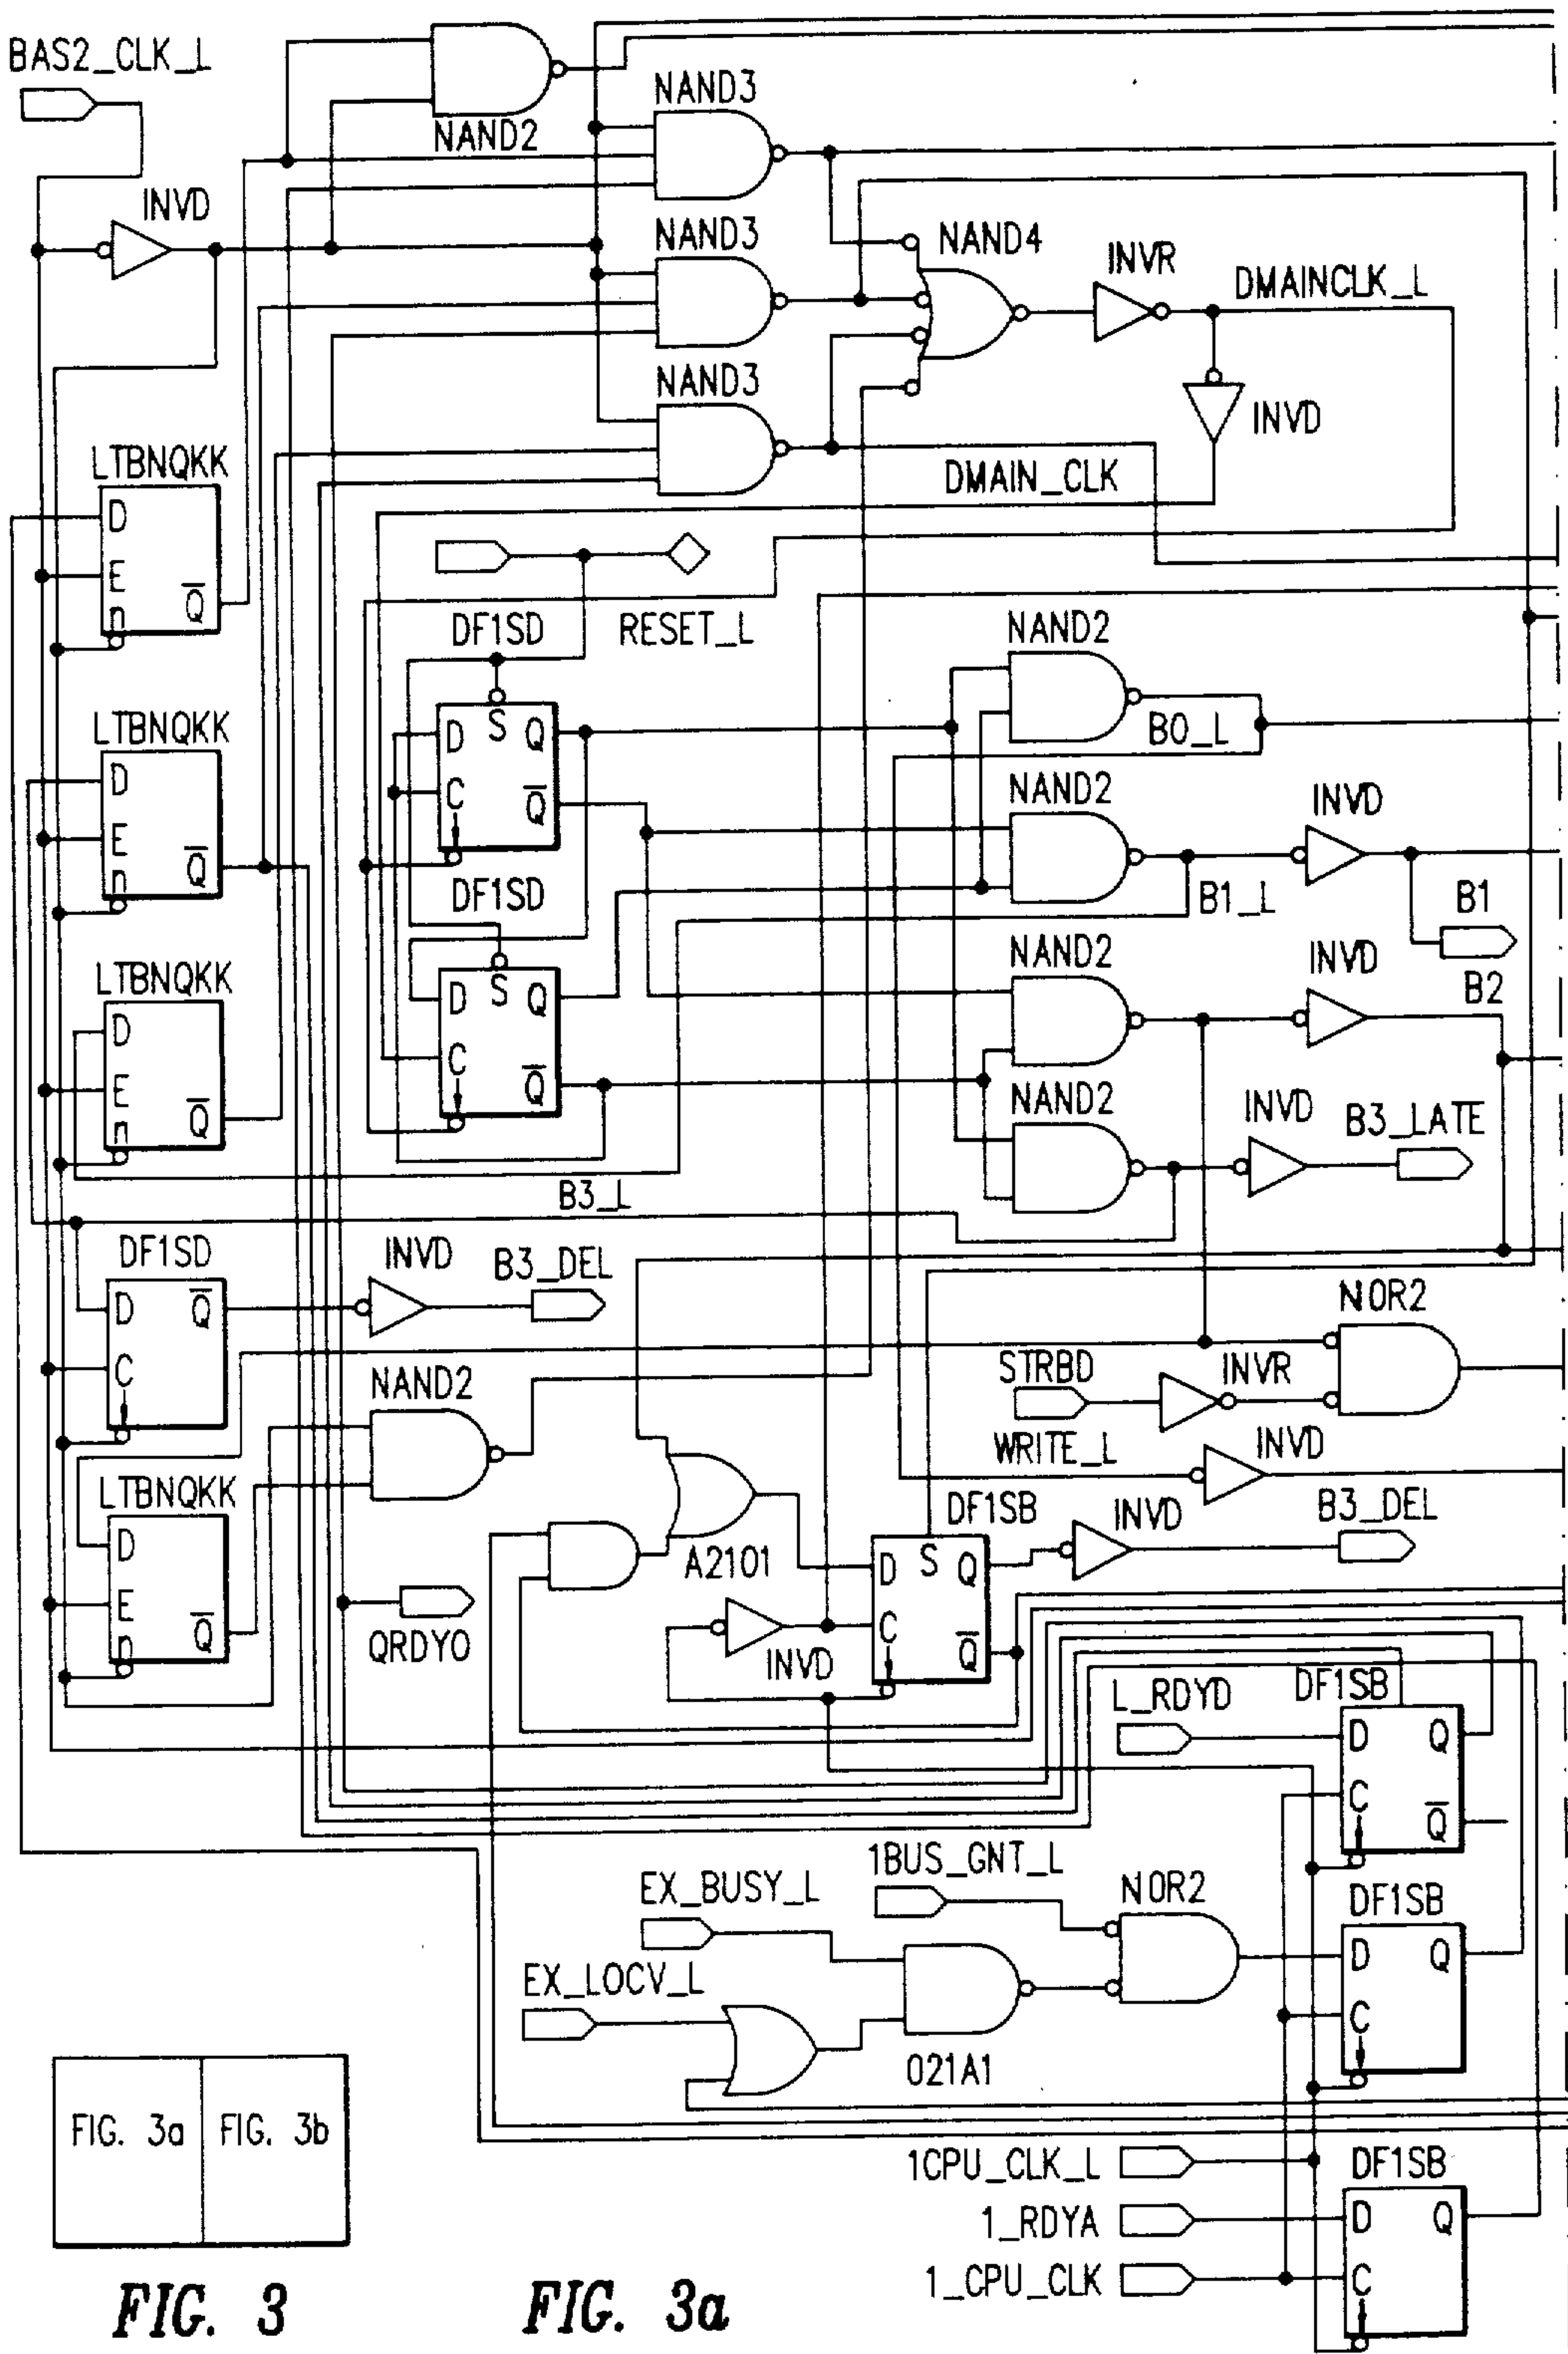 BAS2_CLK_L
NAND2
NAND3
INVD
NAND3
NAND4
INVR
DMAINCLK_L
INVD
NAND3
LTBNQKK
D
E
n
Q
DMAIN_CLK
RESET_L
DF1SD
D
S
Q
C
Q
NAND2
B0_L
LTBNQKK
D
E
n
Q
NAND2
INVD
B1_L
B1
DF1SD
D
S
Q
C
Q
LTBNQKK
D
E
n
Q
NAND2
INVD
B2
NAND2
INVD
B3_LATE
B3_L
DF1SD
D
Q
C
INVD
B3_DEL
NOR2
STRBD
INVR
NAND2
WRITE_L
INVD
LTBNQKK
D
E
n
Q
A2101
DF1SB
D
S
Q
C
Q
INVD
B3_DEL
QRDYO
INVD
L_RDYD
DF1SB
D
Q
C
Q
1BUS_GNT_L
EX_BUSY_L
NOR2
DF1SB
D
Q
C
EX_LOCV_L
021A1
FIG. 3a
FIG. 3b
1CPU_CLK_L
DF1SB
1_RDYA
D
Q
1_CPU_CLK
C
FIG. 3
FIG. 3a